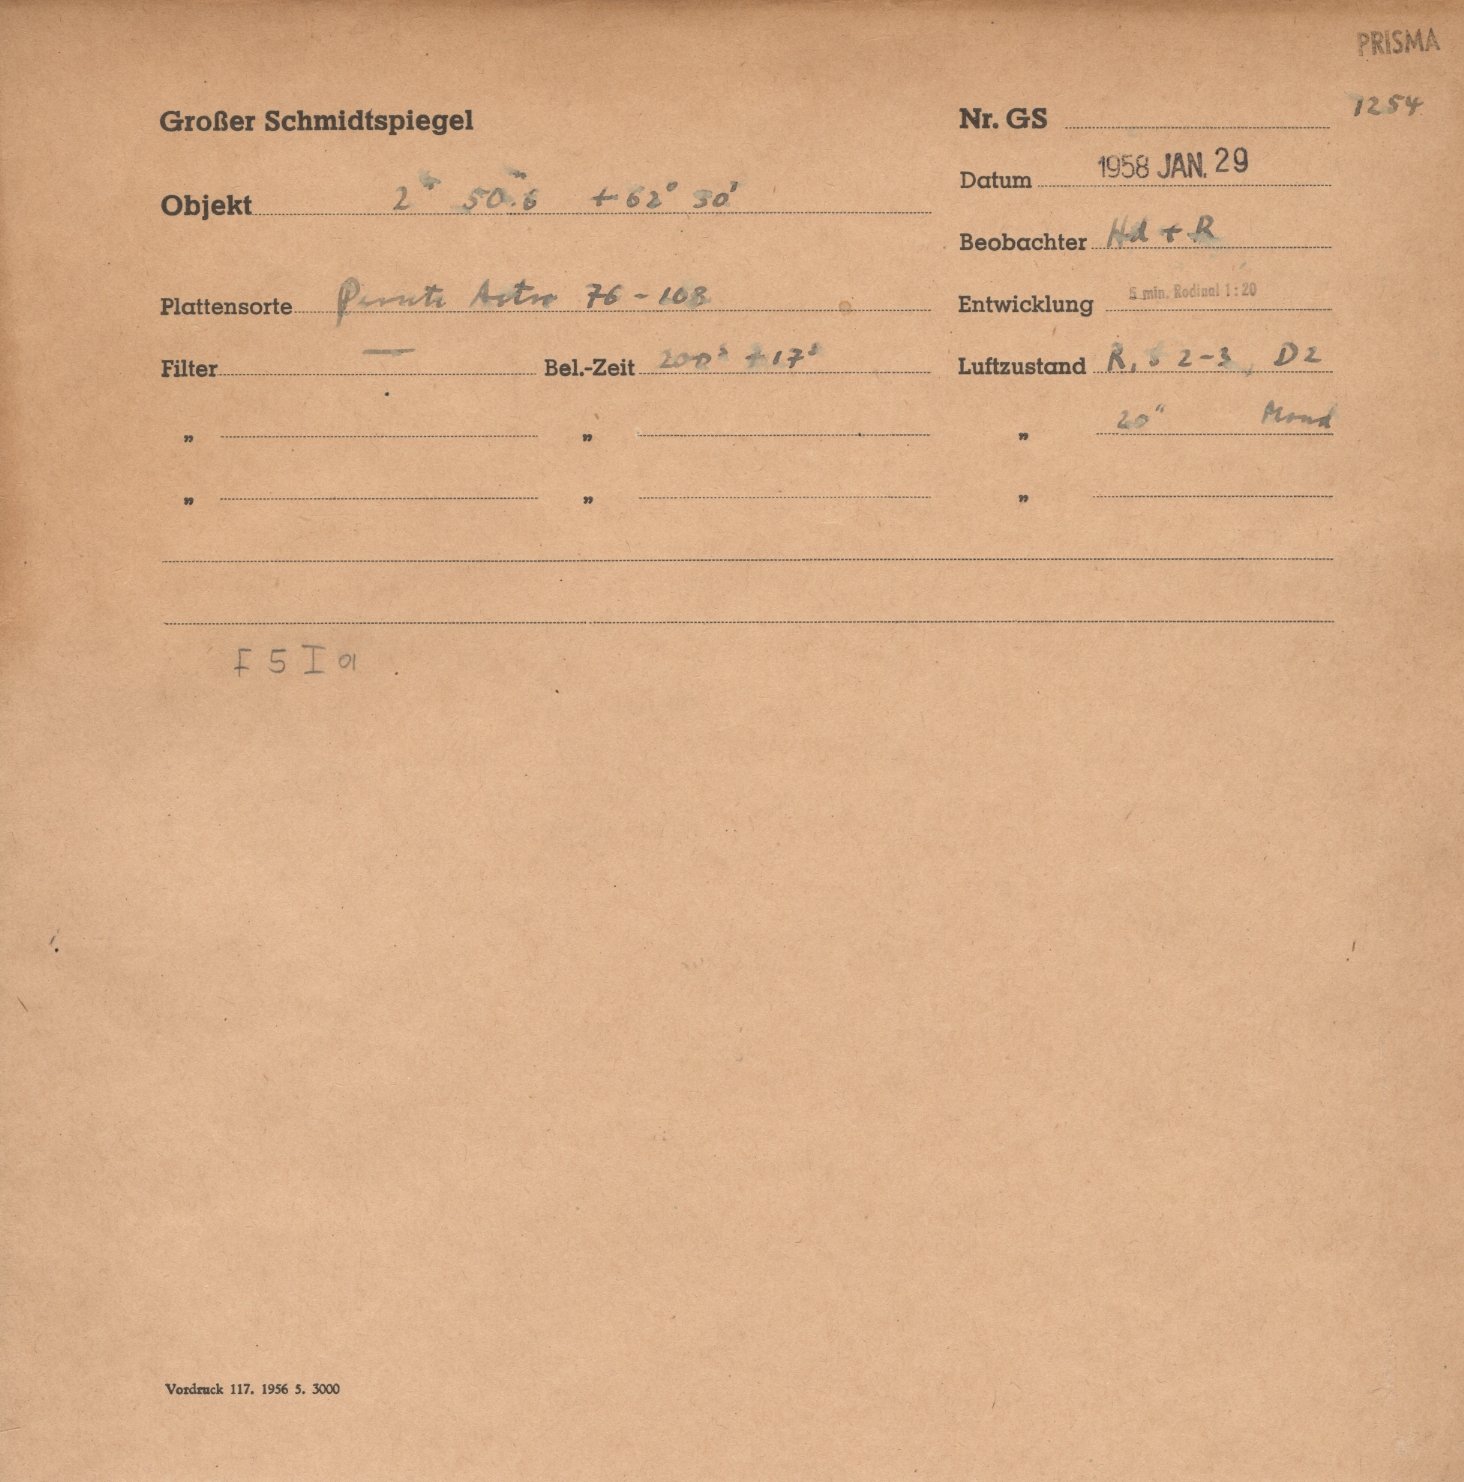 PRISMA
Großer Schmidtspiegel Nr. GS 1254
Datum 1958 JAN. 29
Objekt 2h 50m.6 +62° 30'
Beobachter Hd + R
Plattensorte Perutz Astro 76-108 Entwicklung 5 min. Rodinal 1:20
Filter — Bel.-Zeit 200s +17s Luftzustand R, S 2-3, D2
„ „ „ 20" Mond
„ „ „
F 5 I a
Vordruck 117. 1956 5. 3000